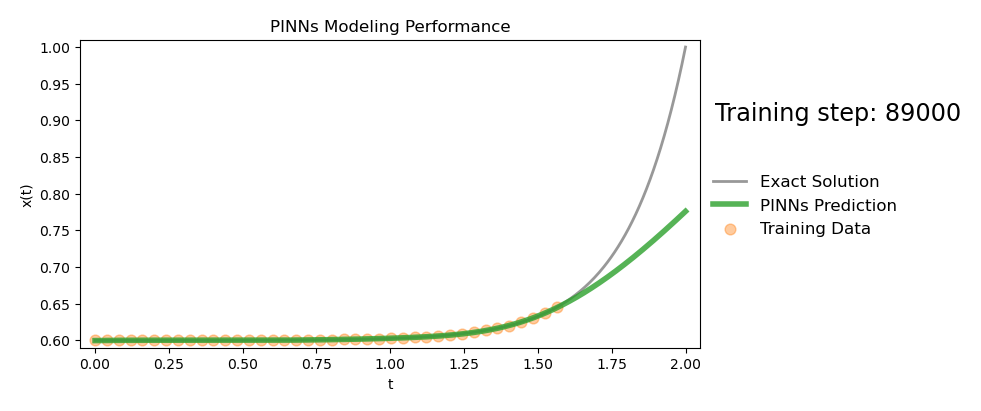 PINNs Modeling Performance
1.00
0.95
0.90
0.85
0.80
0.75
0.70
0.65
0.60
x(t)
0.00 0.25 0.50 0.75 1.00 1.25 1.50 1.75 2.00
t
Training step: 89000
Exact Solution
PINNs Prediction
Training Data